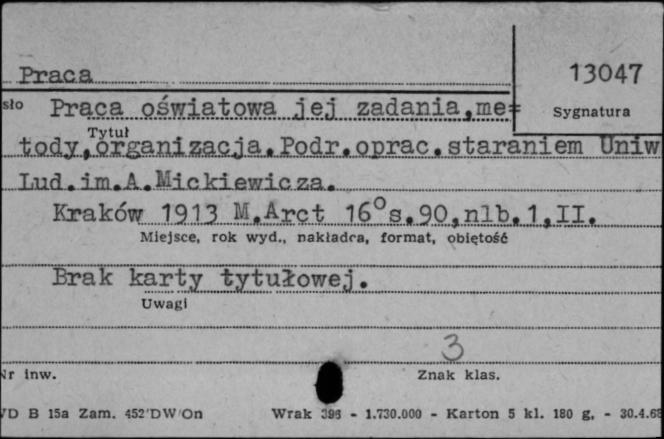 Praca
13047
sło Praca oświatowa jej zadania,me=
Sygnatura
Tytuł
tody,organizacja.Podr.oprac.staraniem Uniw
Lud.im.A.Mickiewicza.
Kraków 1913 M.Arct 16°s.90,nlb.1,II.
Miejsce, rok wyd., nakładca, format, objętość
Brak karty tytułowej.
Uwagi
3
Nr inw.
Znak klas.
WD B 15a Zam. 452/DW/On Wrak 396 - 1.730.000 - Karton 5 kl. 180 g. - 30.4.68